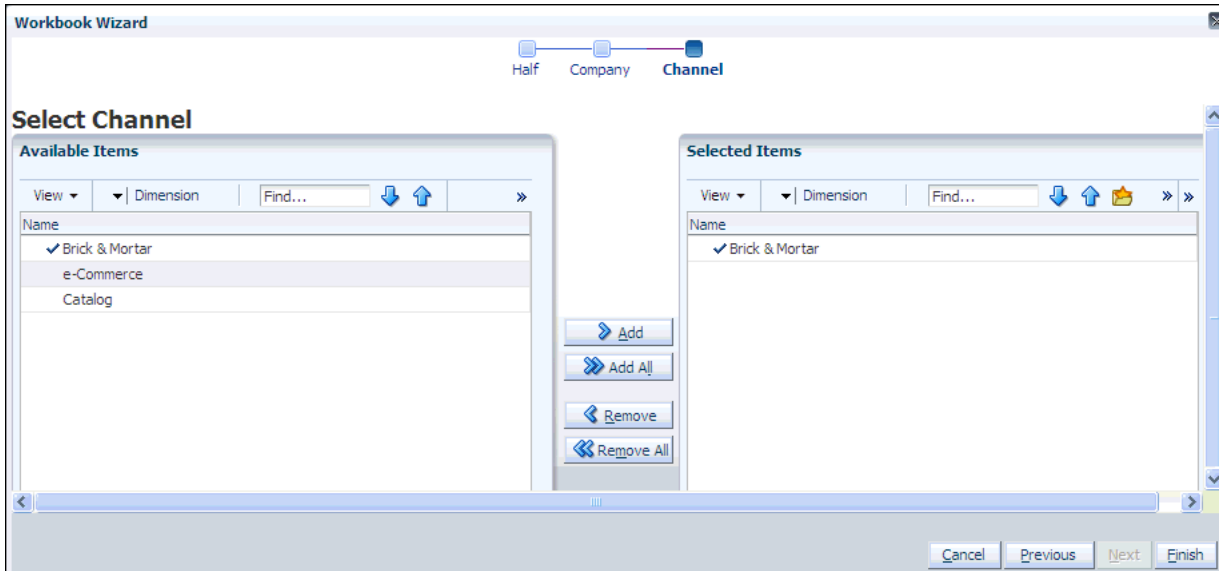 Workbook Wizard
Half Company Channel
Select Channel
Available Items
View Dimension Find...
Name
Brick & Mortar
e-Commerce
Catalog
Add
Add All
Remove
Remove All
Selected Items
View Dimension Find...
Name
Brick & Mortar
Cancel Previous Next Finish